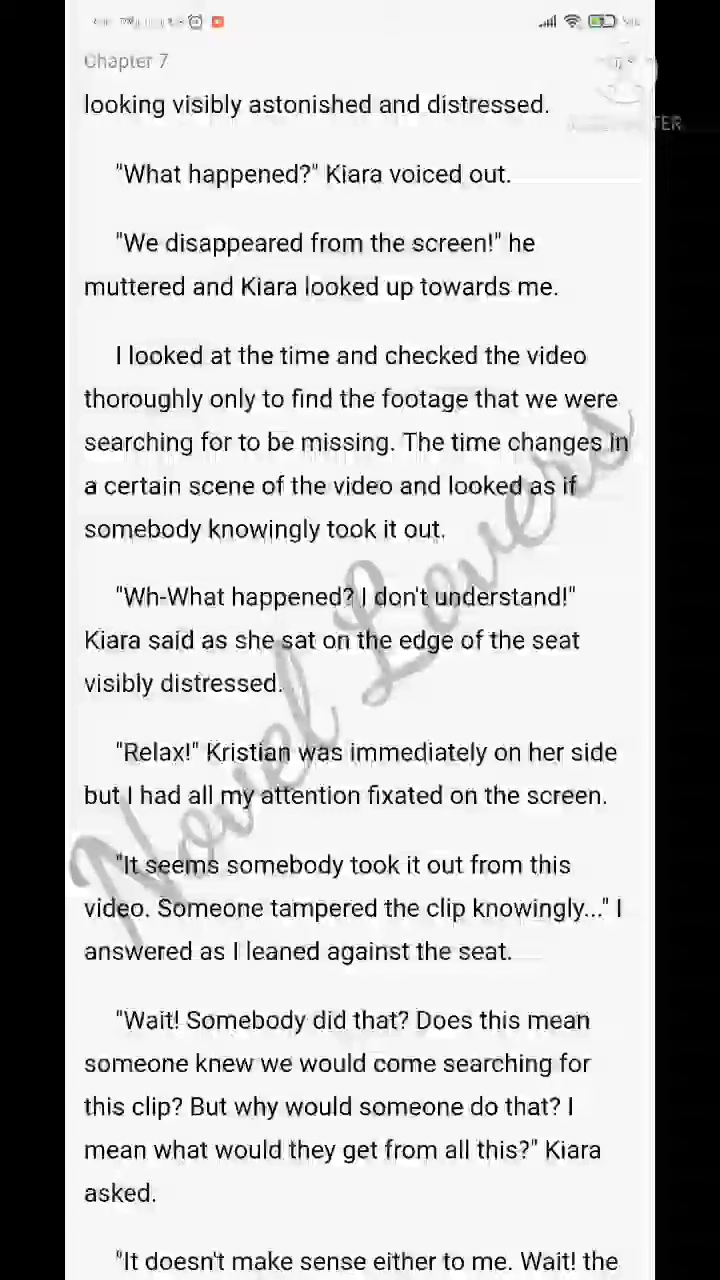 Chapter 7
looking visibly astonished and distressed.
"What happened?" Kiara voiced out.
"We disappeared from the screen!" he
muttered and Kiara looked up towards me.
I looked at the time and checked the video
thoroughly only to find the footage that we were
searching for to be missing. The time changes in
a certain scene of the video and looked as if
somebody knowingly took it out.
"Wh-What happened? I don't understand!"
Kiara said as she sat on the edge of the seat
visibly distressed.
"Relax!" Kristian was immediately on her side
but I had all my attention fixated on the screen.
"It seems somebody took it out from this
video. Someone tampered the clip knowingly..." I
answered as I leaned against the seat.
"Wait! Somebody did that? Does this mean
someone knew we would come searching for
this clip? But why would someone do that? I
mean what would they get from all this?" Kiara
asked.
"It doesn't make sense either to me. Wait! the
Novel Lovers